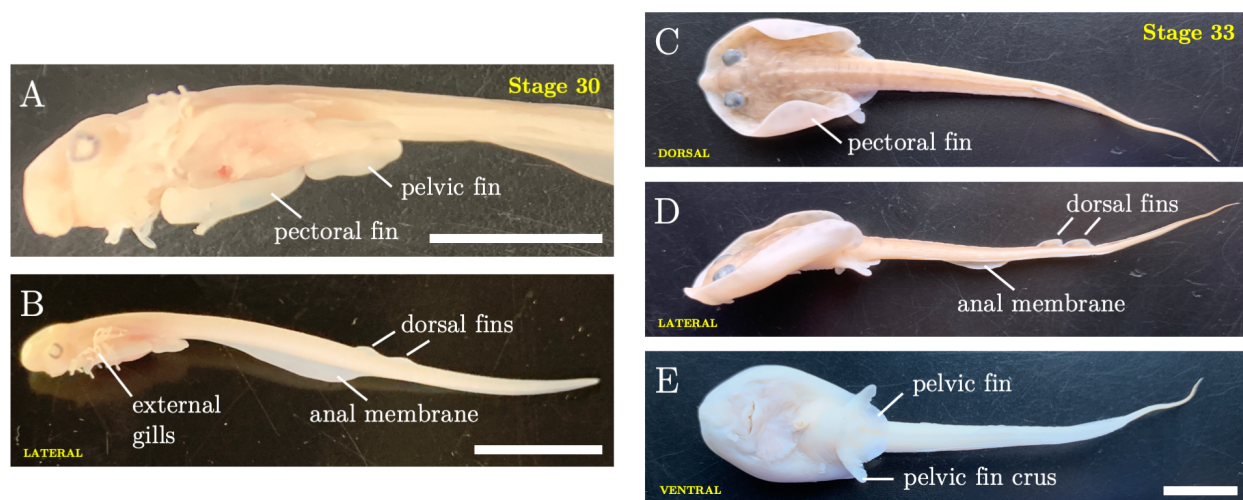 A
Stage 30
pelvic fin
pectoral fin
B
dorsal fins
external
gills
anal membrane
LATERAL
C
Stage 33
pectoral fin
DORSAL
D
dorsal fins
anal membrane
LATERAL
E
pelvic fin
pelvic fin crus
VENTRAL